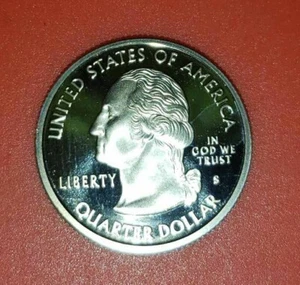 UNITED STATES OF AMERICA
IN
GOD WE
TRUST
LIBERTY
S
QUARTER DOLLAR